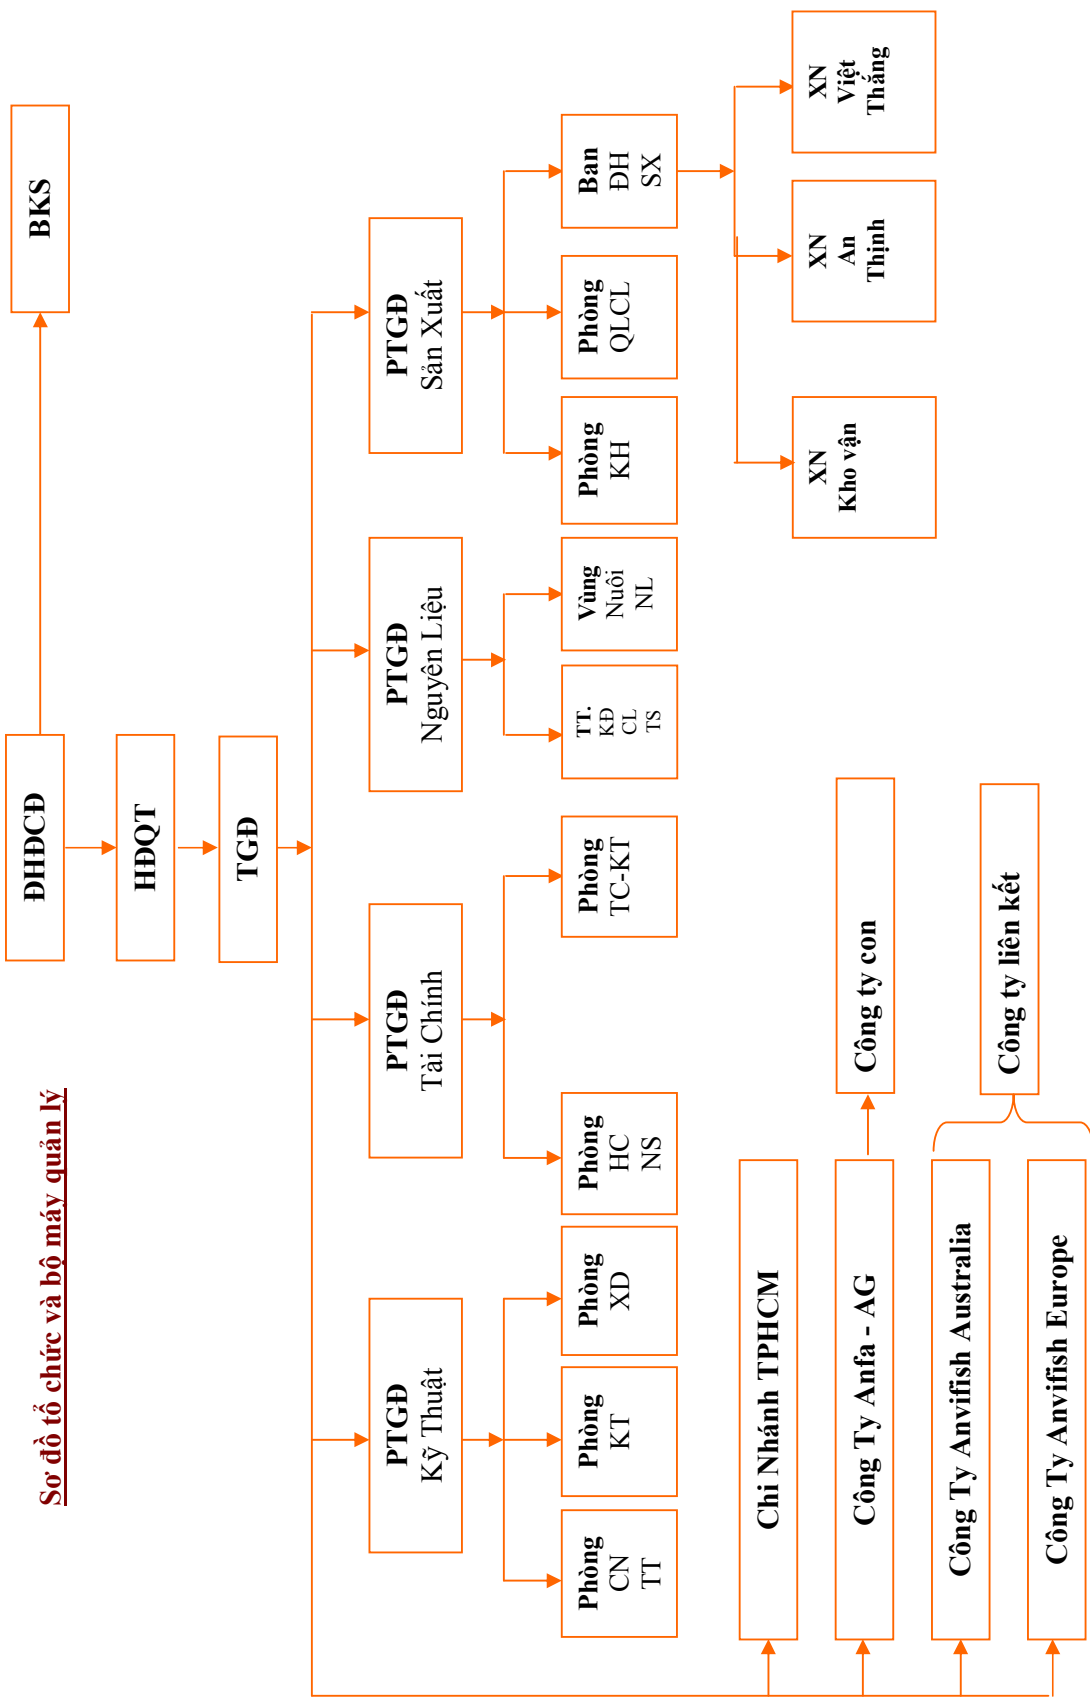 Sơ đồ tổ chức và bộ máy quản lý
ĐHĐCĐ
BKS
HĐQT
TGĐ
PTGĐ
Kỹ Thuật
PTGĐ
Tài Chính
PTGĐ
Nguyên Liệu
PTGĐ
Sản Xuất
Phòng
CN
TT
Phòng
KT
Phòng
XD
Phòng
HC
NS
Phòng
TC-KT
TT.
KĐ
CL
TS
Vùng
Nuôi
NL
Phòng
KH
Phòng
QLCL
Ban
ĐH
SX
XN
Kho vận
XN
An
Thịnh
XN
Việt
Thắng
Chi Nhánh TPHCM
Công Ty Anfa - AG
Công ty con
Công Ty Anvifish Australia
Công Ty Anvifish Europe
Công ty liên kết